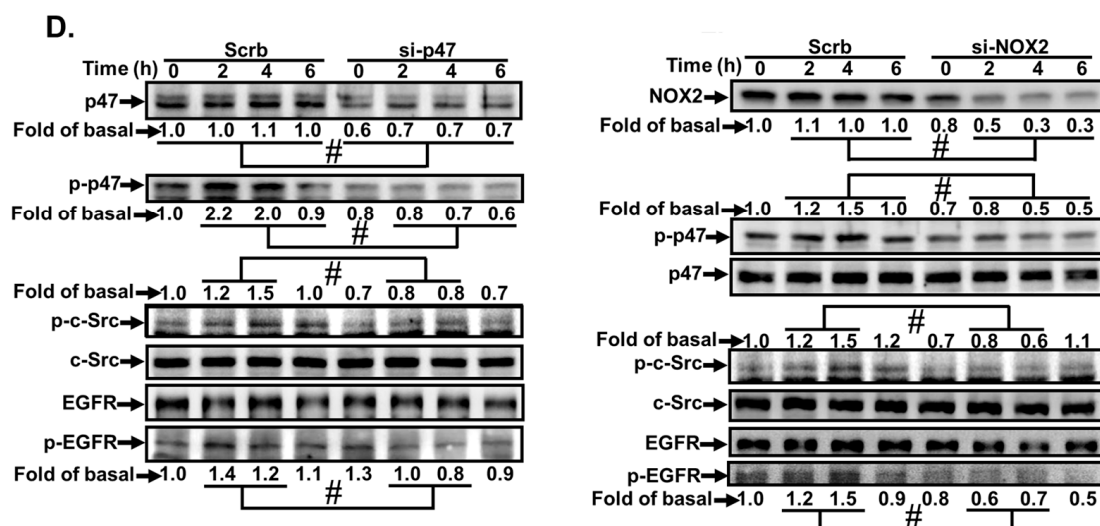 D.
Scrb si-p47
Time (h) 0 2 4 6 0 2 4 6
p47
Fold of basal 1.0 1.0 1.1 1.0 0.6 0.7 0.7 0.7
#
p-p47
Fold of basal 1.0 2.2 2.0 0.9 0.8 0.8 0.7 0.6
#
#
Fold of basal 1.0 1.2 1.5 1.0 0.7 0.8 0.8 0.7
p-c-Src
c-Src
EGFR
p-EGFR
Fold of basal 1.0 1.4 1.2 1.1 1.3 1.0 0.8 0.9
#
Scrb si-NOX2
Time (h) 0 2 4 6 0 2 4 6
NOX2
Fold of basal 1.0 1.1 1.0 1.0 0.8 0.5 0.3 0.3
#
#
Fold of basal 1.0 1.2 1.5 1.0 0.7 0.8 0.5 0.5
p-p47
p47
#
Fold of basal 1.0 1.2 1.5 1.2 0.7 0.8 0.6 1.1
p-c-Src
c-Src
EGFR
p-EGFR
Fold of basal 1.0 1.2 1.5 0.9 0.8 0.6 0.7 0.5
#